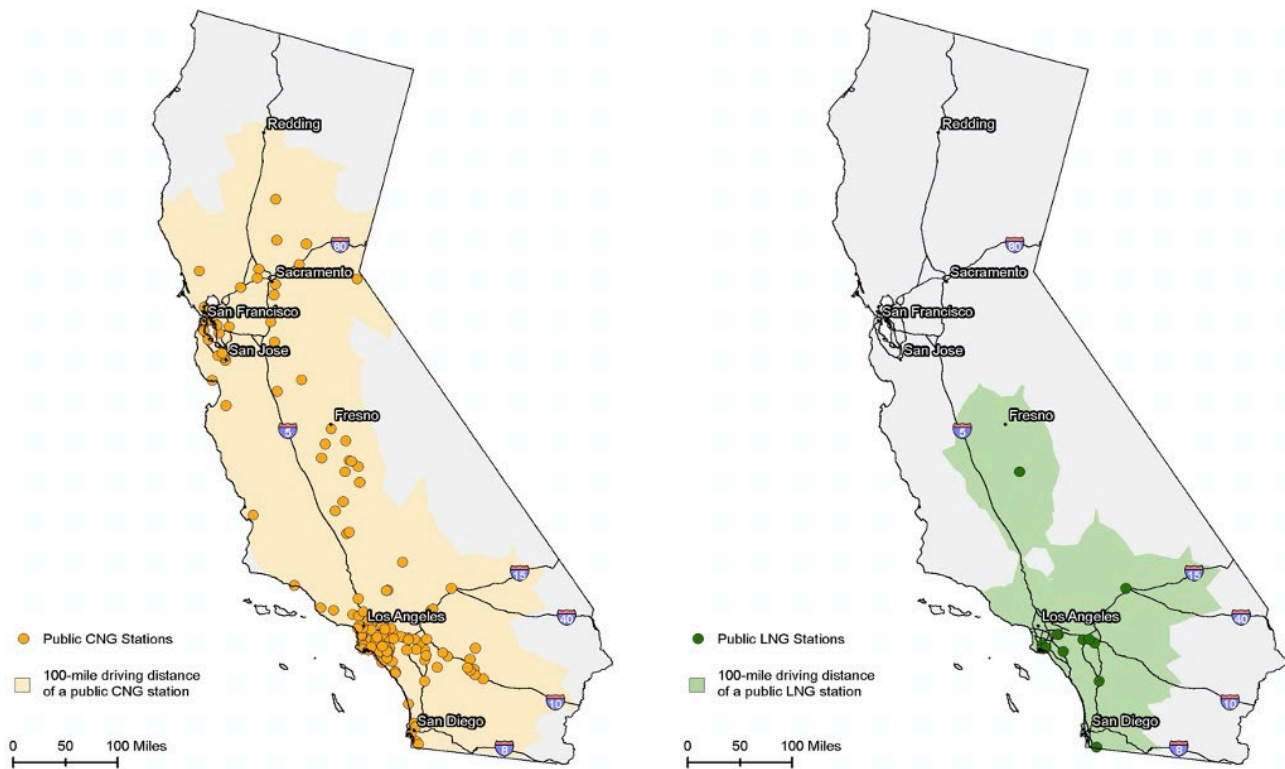 Redding
80
Sacramento
San Francisco
San Jose
Fresno
5
15
Los Angeles
40
Public CNG Stations
100-mile driving distance
of a public CNG station
10
San Diego
8
0 50 100 Miles
Redding
80
Sacramento
San Francisco
San Jose
Fresno
5
15
Los Angeles
40
Public LNG Stations
100-mile driving distance
of a public LNG station
10
San Diego
8
0 50 100 Miles